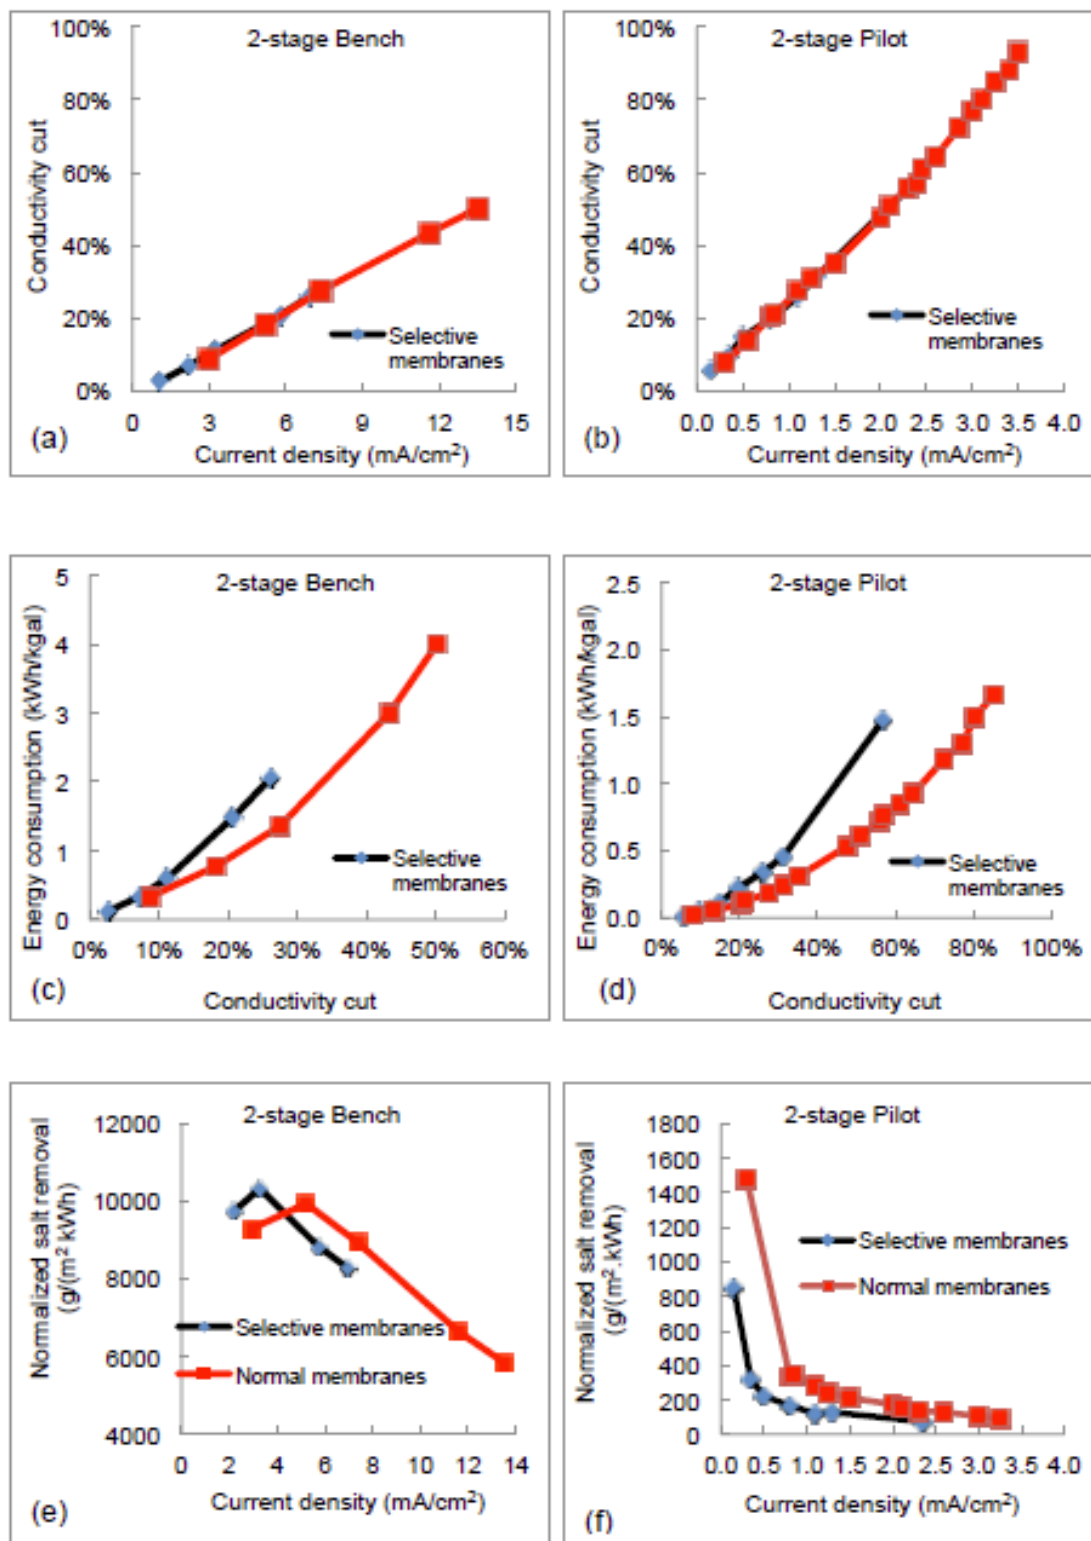 2-stage Bench
Conductivity cut
100%
80%
60%
40%
20%
0%
Selective
membranes
0 3 6 9 12 15
Current density (mA/cm²)
(a)
2-stage Pilot
Conductivity cut
100%
80%
60%
40%
20%
0%
Selective
membranes
0.0 0.5 1.0 1.5 2.0 2.5 3.0 3.5 4.0
Current density (mA/cm²)
(b)
2-stage Bench
Energy consumption (kWh/kgal)
5
4
3
2
1
0
Selective
membranes
0% 10% 20% 30% 40% 50% 60%
Conductivity cut
(c)
2-stage Pilot
Energy consumption (kWh/kgal)
2.5
2.0
1.5
1.0
0.5
0.0
Selective
membranes
0% 20% 40% 60% 80% 100%
Conductivity cut
(d)
2-stage Bench
Normalized salt removal
(g/(m² kWh)
12000
10000
8000
6000
4000
Selective membranes
Normal membranes
0 2 4 6 8 10 12 14
Current density (mA/cm²)
(e)
2-stage Pilot
Normalized salt removal
(g/(m².kWh)
1800
1600
1400
1200
1000
800
600
400
200
0
Selective membranes
Normal membranes
0.0 0.5 1.0 1.5 2.0 2.5 3.0 3.5 4.0
Current density (mA/cm²)
(f)